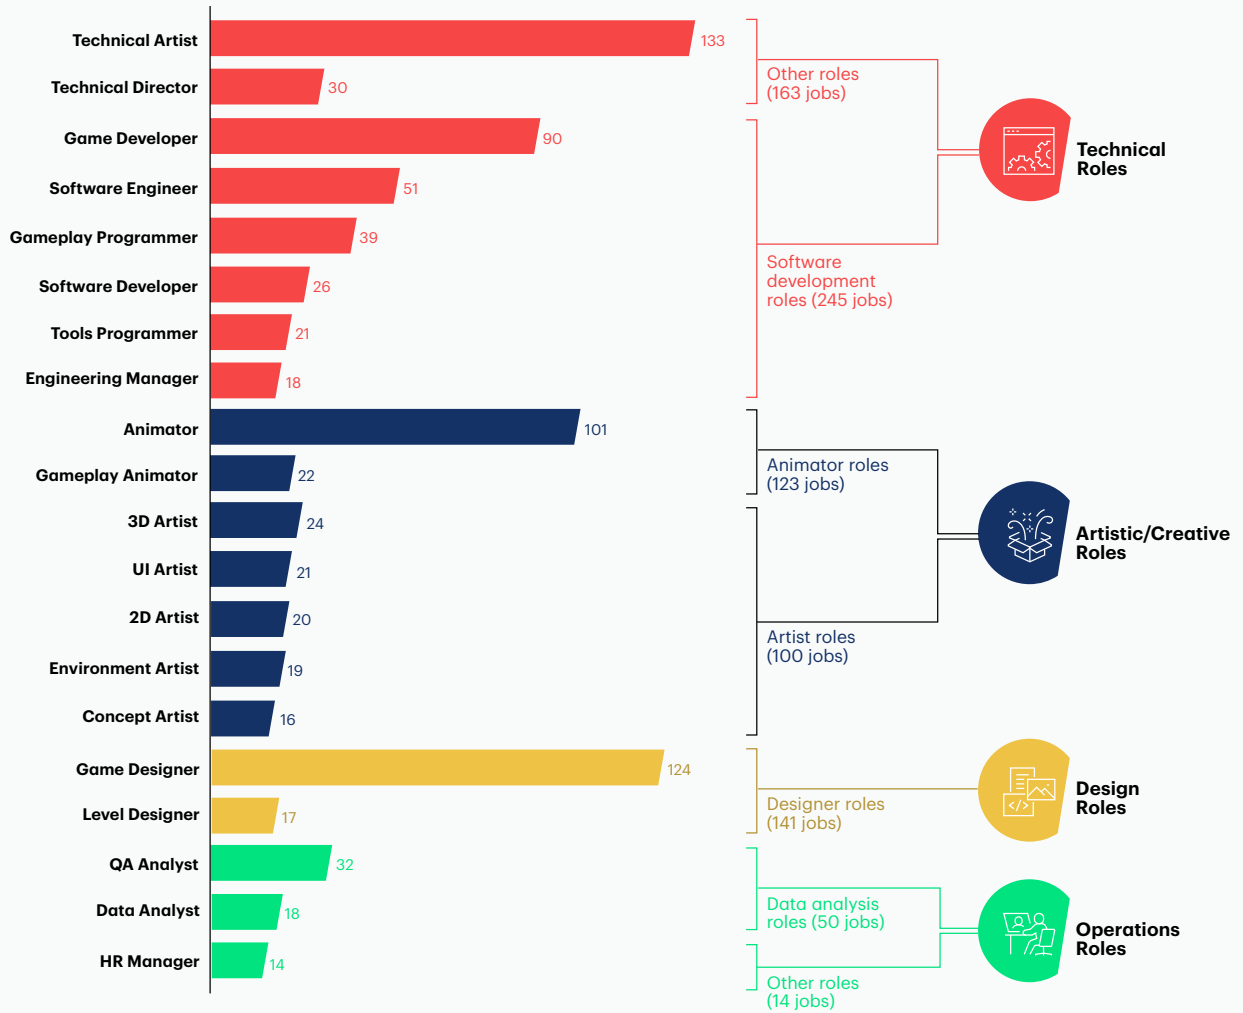 Technical Artist
133
Technical Director
30
Game Developer
90
Software Engineer
51
Gameplay Programmer
39
Software Developer
26
Tools Programmer
21
Engineering Manager
18
Other roles
(163 jobs)
Software
development
roles (245 jobs)
Technical
Roles
Animator
101
Gameplay Animator
22
3D Artist
24
UI Artist
21
2D Artist
20
Environment Artist
19
Concept Artist
16
Animator roles
(123 jobs)
Artist roles
(100 jobs)
Artistic/Creative
Roles
Game Designer
124
Level Designer
17
Designer roles
(141 jobs)
</>
Design
Roles
QA Analyst
32
Data Analyst
18
HR Manager
14
Data analysis
roles (50 jobs)
Other roles
(14 jobs)
Operations
Roles